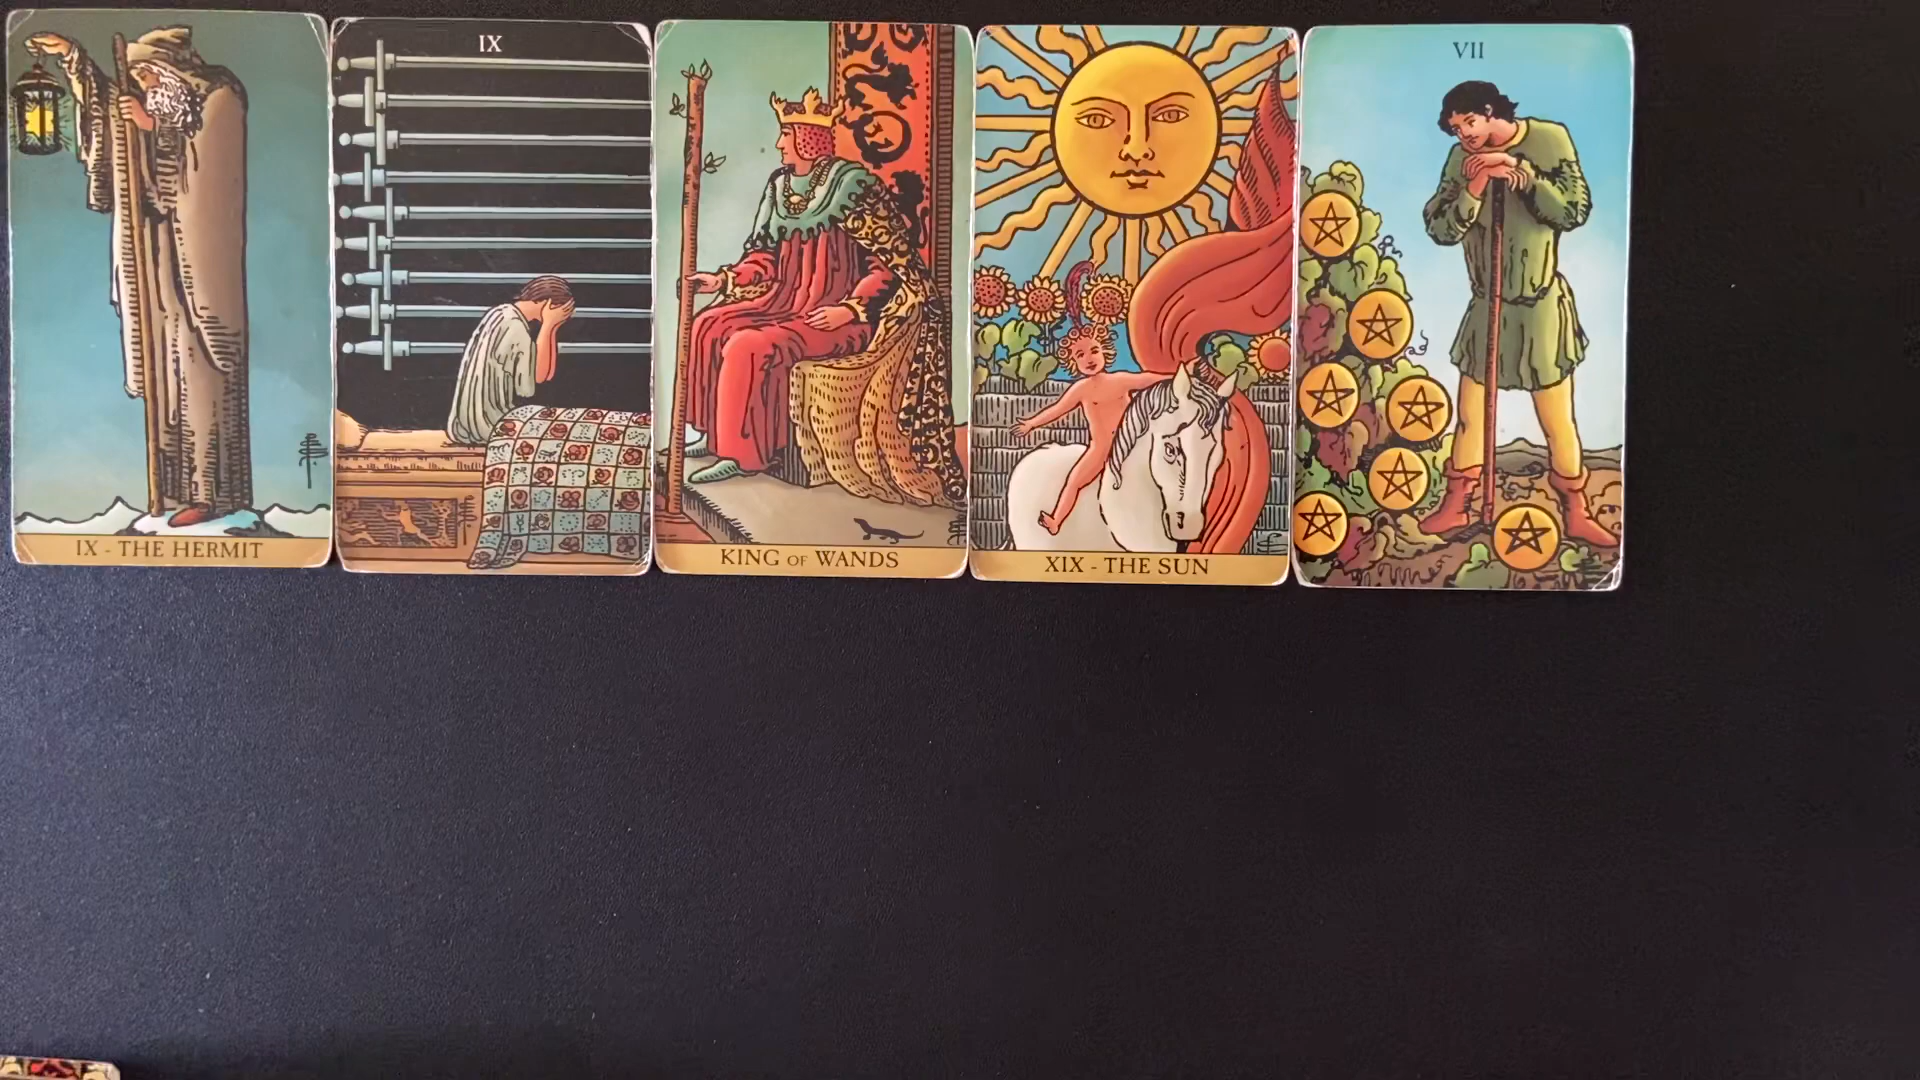 IX - THE HERMIT
IX
KING OF WANDS
XIX - THE SUN
VII